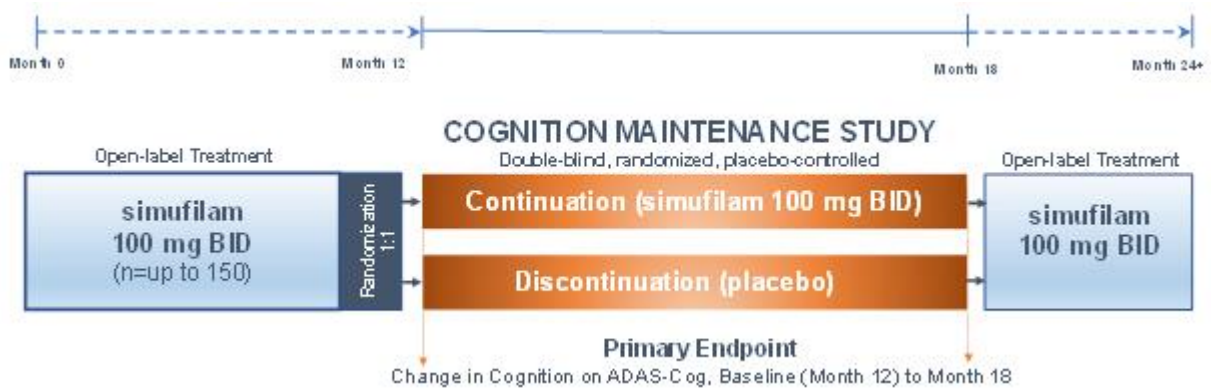 Month 0
Month 12
Month 18
Month 24+
COGNITION MAINTENANCE STUDY
Open-label Treatment
Double-blind, randomized, placebo-controlled
Open-label Treatment
simufilam
100 mg BID
(n=up to 150)
Randomization
1:1
Continuation (simufilam 100 mg BID)
Discontinuation (placebo)
simufilam
100 mg BID
Primary Endpoint
Change in Cognition on ADAS-Cog, Baseline (Month 12) to Month 18